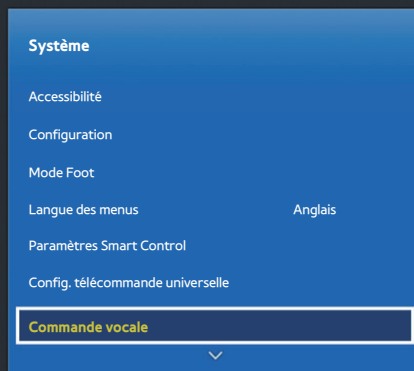 Système
Accessibilité
Configuration
Mode Foot
Langue des menus Anglais
Paramètres Smart Control
Config. télécommande universelle
Commande vocale